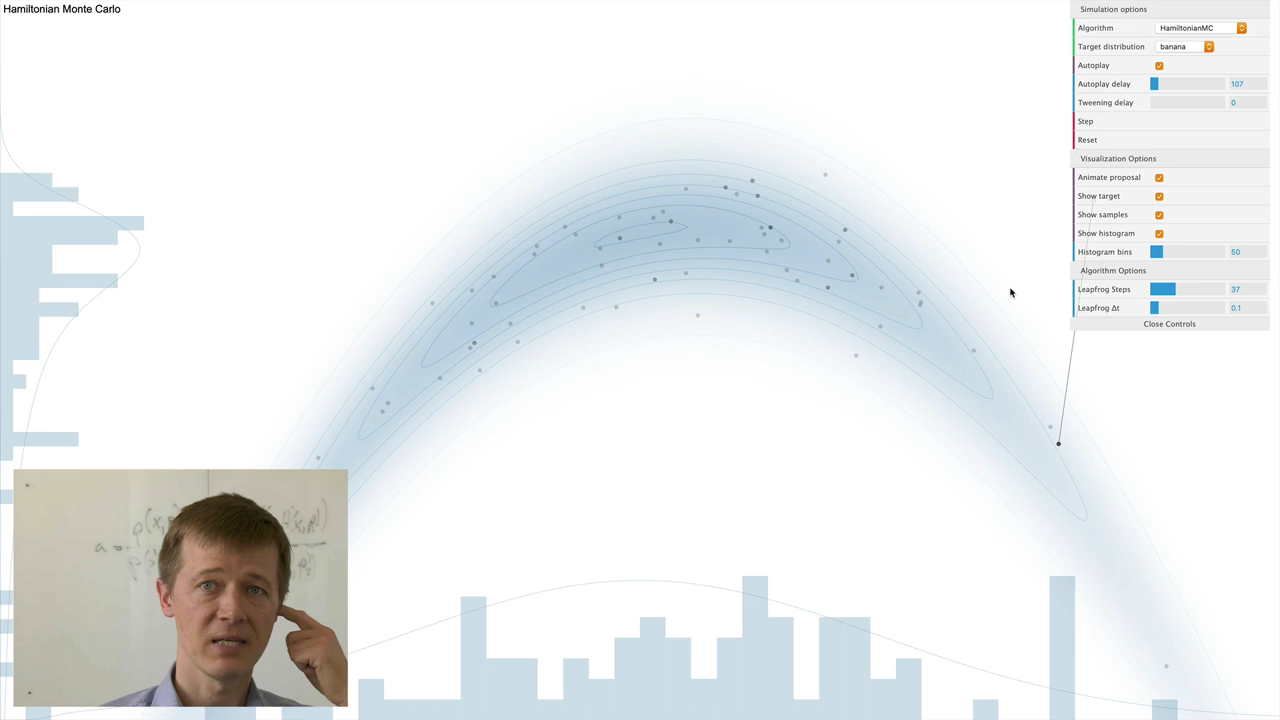 Hamiltonian Monte Carlo
Simulation options
Algorithm HamiltonianMC
Target distribution banana
Autoplay
Autoplay delay 107
Tweening delay 0
Step
Reset
Visualization Options
Animate proposal
Show target
Show samples
Show histogram
Histogram bins 50
Algorithm Options
Leapfrog Steps 37
Leapfrog Δt 0.1
Close Controls
a =